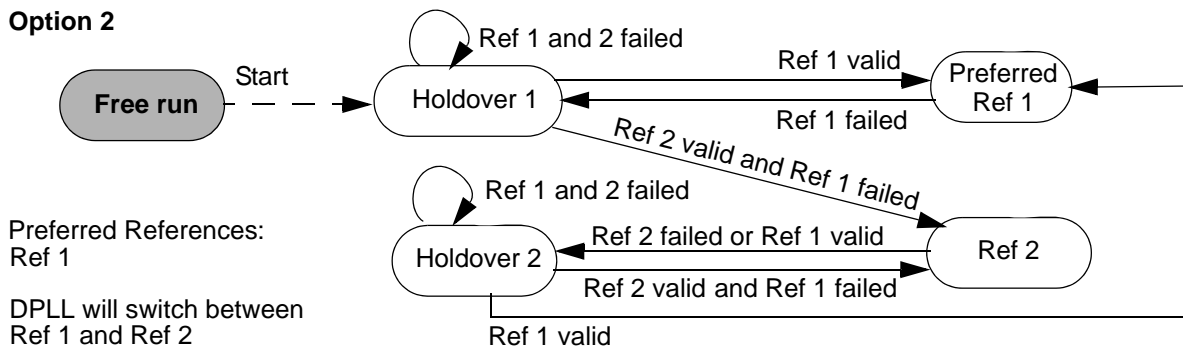 Option 2
Ref 1 and 2 failed
Start
Free run
Holdover 1
Ref 1 valid
Ref 1 failed
Preferred
Ref 1
Ref 2 valid and Ref 1 failed
Ref 1 and 2 failed
Preferred References:
Ref 1
Holdover 2
Ref 2 failed or Ref 1 valid
Ref 2 valid and Ref 1 failed
Ref 2
DPLL will switch between
Ref 1 and Ref 2
Ref 1 valid